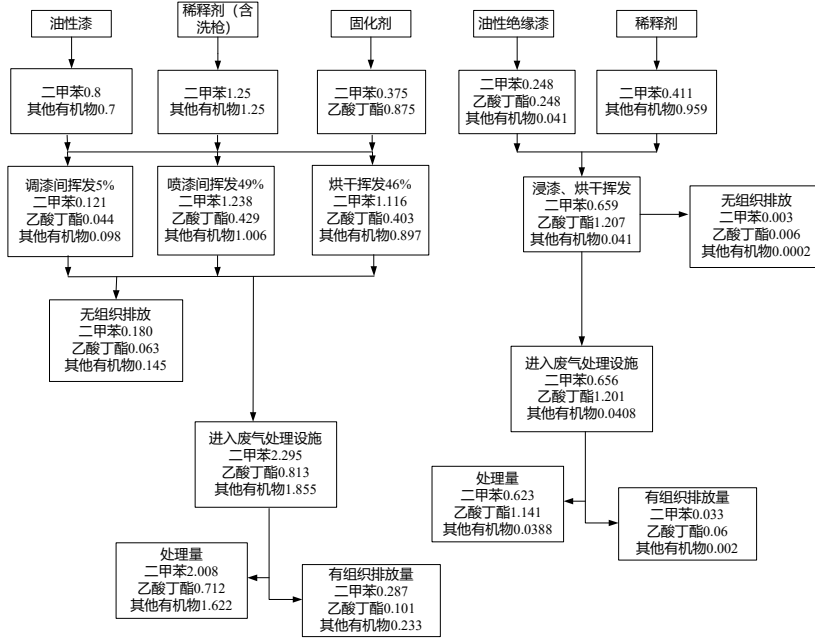 油性漆
稀释剂（含
洗枪）
固化剂
油性绝缘漆
稀释剂
二甲苯0.8
其他有机物0.7
二甲苯1.25
其他有机物1.25
二甲苯0.375
乙酸丁酯0.875
二甲苯0.248
乙酸丁酯0.248
其他有机物0.041
二甲苯0.411
其他有机物0.959
调漆间挥发5%
二甲苯0.121
乙酸丁酯0.044
其他有机物0.098
喷漆间挥发49%
二甲苯1.238
乙酸丁酯0.429
其他有机物1.006
烘干挥发46%
二甲苯1.116
乙酸丁酯0.403
其他有机物0.897
浸漆、烘干挥发
二甲苯0.659
乙酸丁酯1.207
其他有机物0.041
无组织排放
二甲苯0.003
乙酸丁酯0.006
其他有机物0.0002
无组织排放
二甲苯0.180
乙酸丁酯0.063
其他有机物0.145
进入废气处理设施
二甲苯0.656
乙酸丁酯1.201
其他有机物0.0408
进入废气处理设施
二甲苯2.295
乙酸丁酯0.813
其他有机物1.855
处理量
二甲苯0.623
乙酸丁酯1.141
其他有机物0.0388
有组织排放量
二甲苯0.033
乙酸丁酯0.06
其他有机物0.002
处理量
二甲苯2.008
乙酸丁酯0.712
其他有机物1.622
有组织排放量
二甲苯0.287
乙酸丁酯0.101
其他有机物0.233